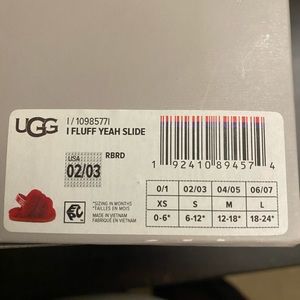 UGG
I / 1098577I
I FLUFF YEAH SLIDE
USA
RBRD
02/03
*SIZING IN MONTHS
*TAILLES EN MOIS
MADE IN VIETNAM
FABRIQUÉ EN VIETNAM
1 92410 89457 4
0/1 02/03 04/05 06/07
XS S M L
0-6* 6-12* 12-18* 18-24*